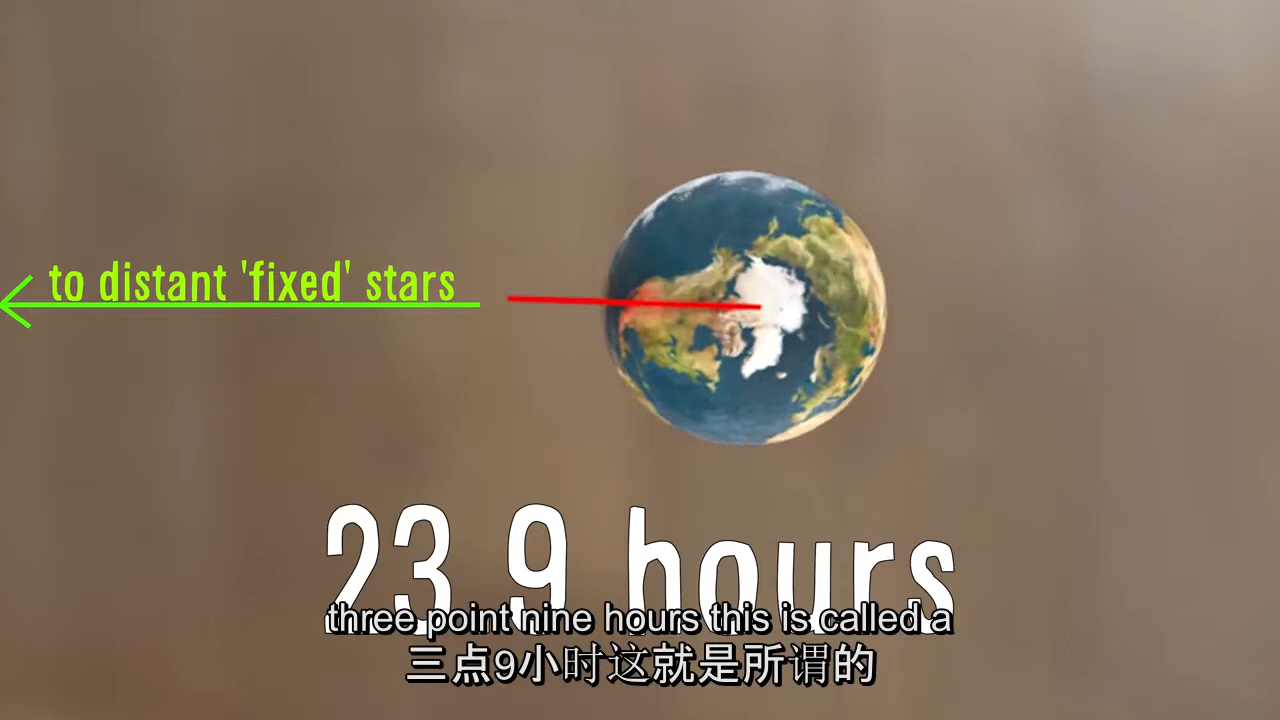 to distant 'fixed' stars
23.9 hours
three point nine hours this is called a
三点9小时这就是所谓的